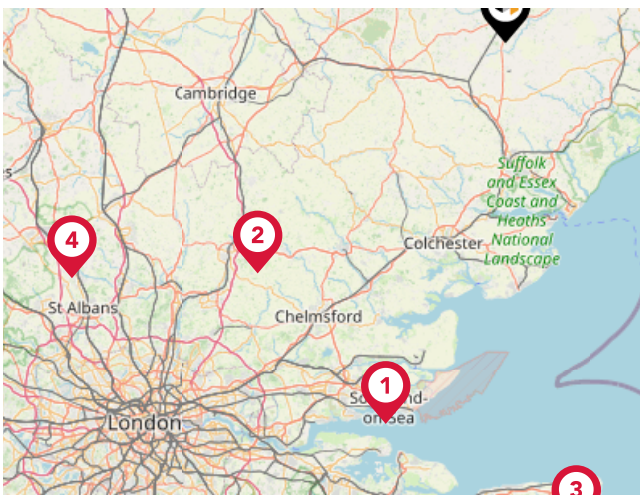 Cambridge
Suffolk
and Essex
Coast and
Heaths
National
Landscape
4
2
Colchester
St Albans
Chelmsford
1
on Sea
London
3